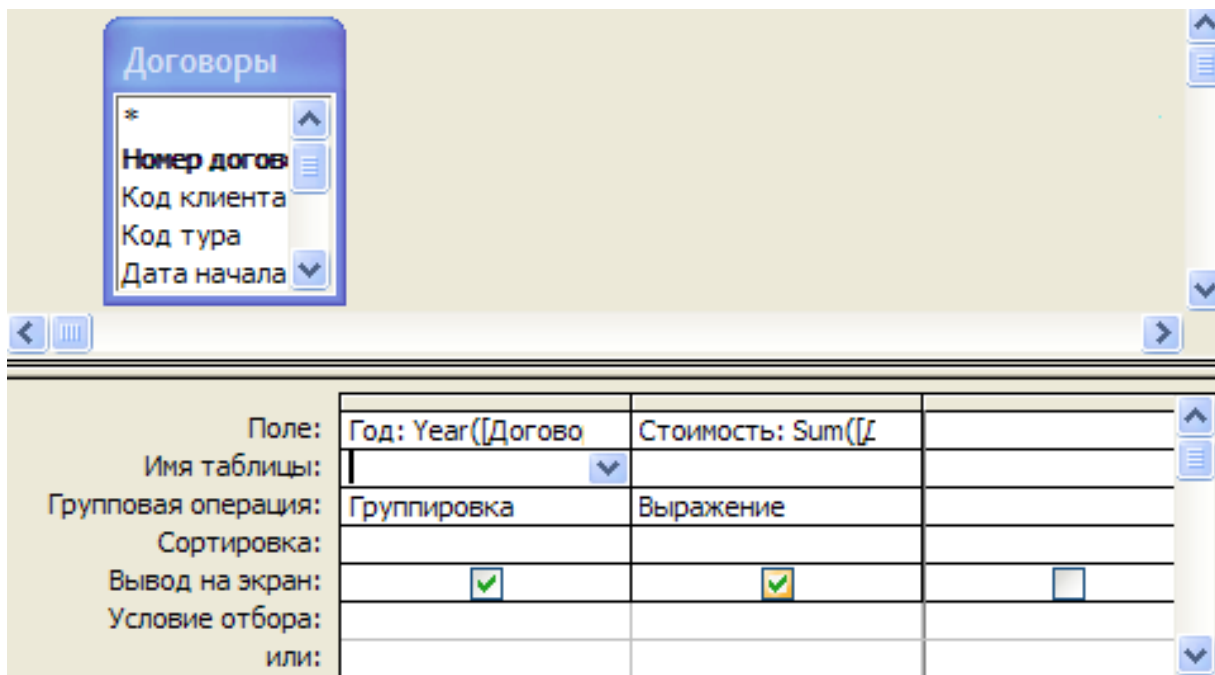 Договоры
*
Номер догов
Код клиента
Код тура
Дата начала
Поле: Год: Year([Догово Стоимость: Sum([Д
Имя таблицы:
Групповая операция: Группировка Выражение
Сортировка:
Вывод на экран:
Условие отбора:
или: